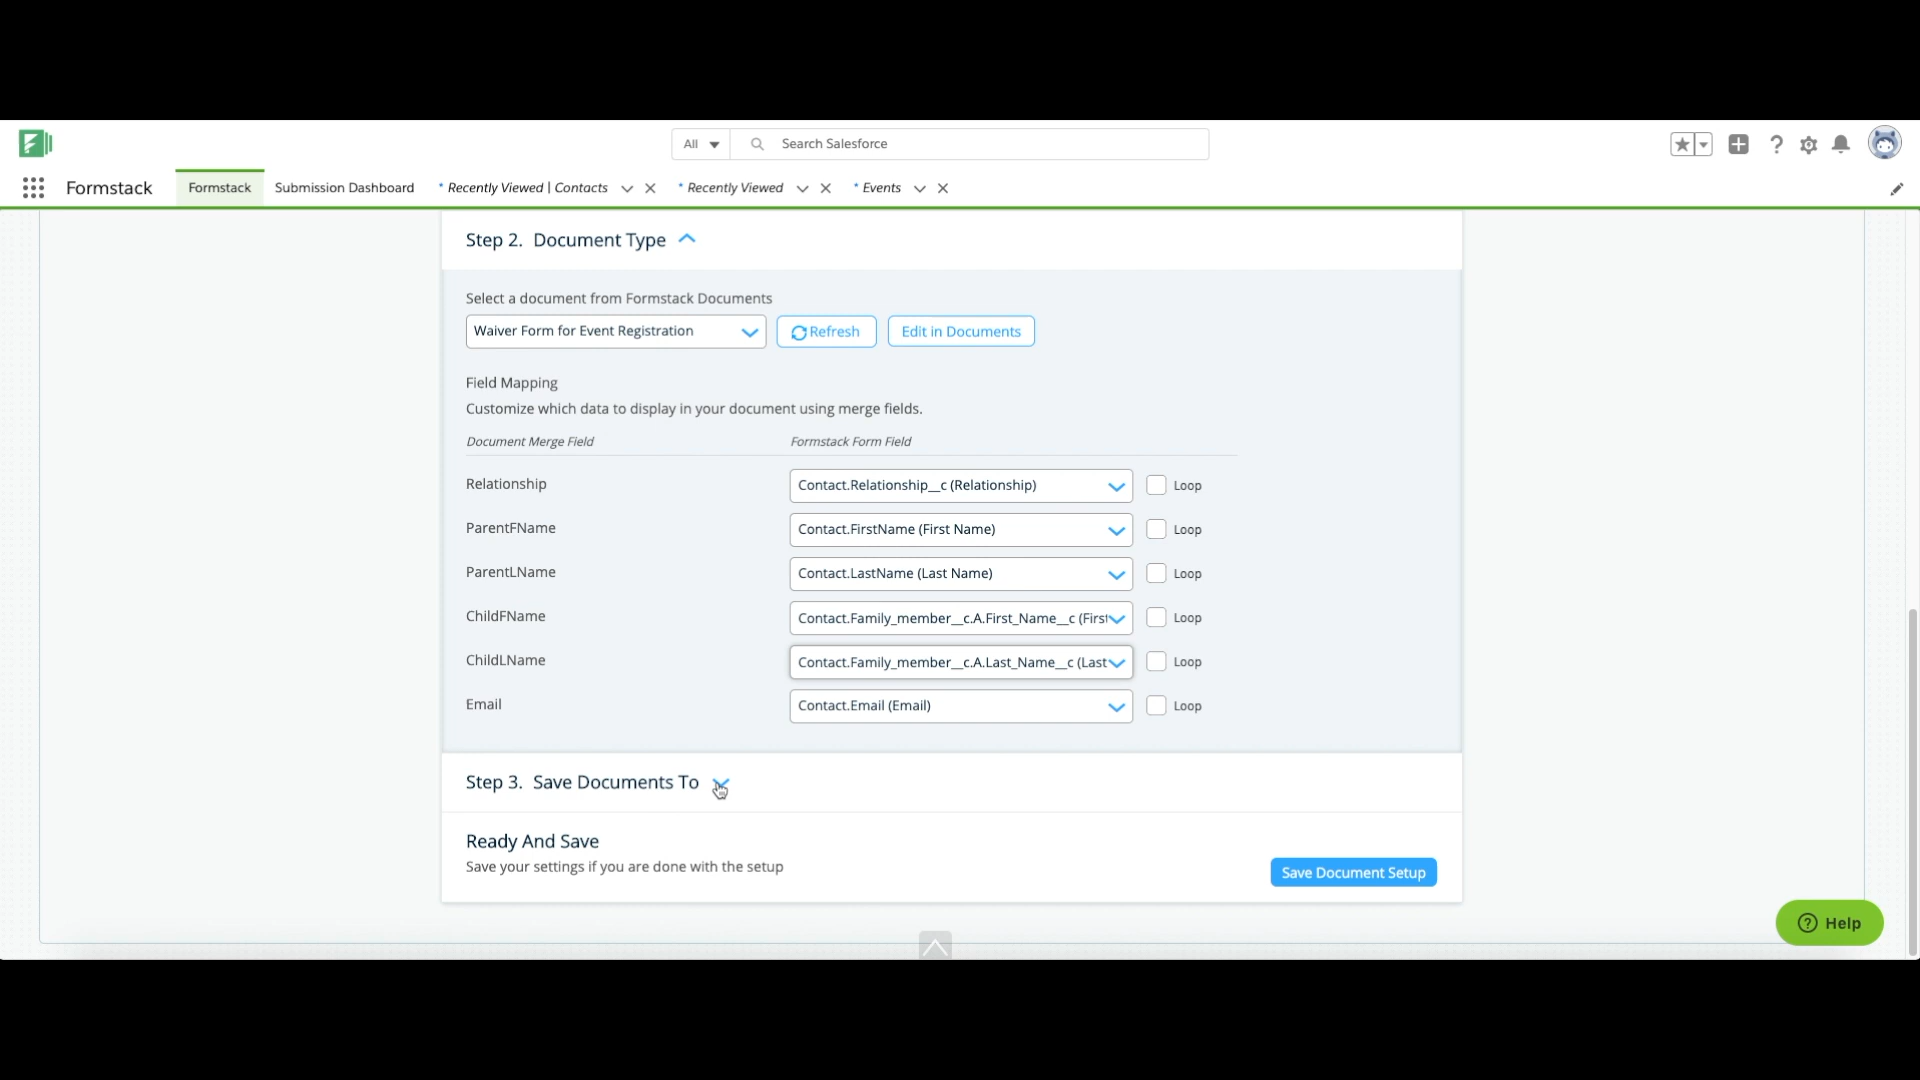 All
Search Salesforce
Formstack
Formstack
Submission Dashboard
* Recently Viewed | Contacts
* Recently Viewed
* Events
Step 2. Document Type
Select a document from Formstack Documents
Waiver Form for Event Registration
Refresh
Edit in Documents
Field Mapping
Customize which data to display in your document using merge fields.
Document Merge Field
Formstack Form Field
Relationship
Contact.Relationship__c (Relationship)
Loop
ParentFName
Contact.FirstName (First Name)
Loop
ParentLName
Contact.LastName (Last Name)
Loop
ChildFName
Contact.Family_member__c.A.First_Name__c (First
Loop
ChildLName
Contact.Family_member__c.A.Last_Name__c (Last
Loop
Email
Contact.Email (Email)
Loop
Step 3. Save Documents To
Ready And Save
Save your settings if you are done with the setup
Save Document Setup
Help